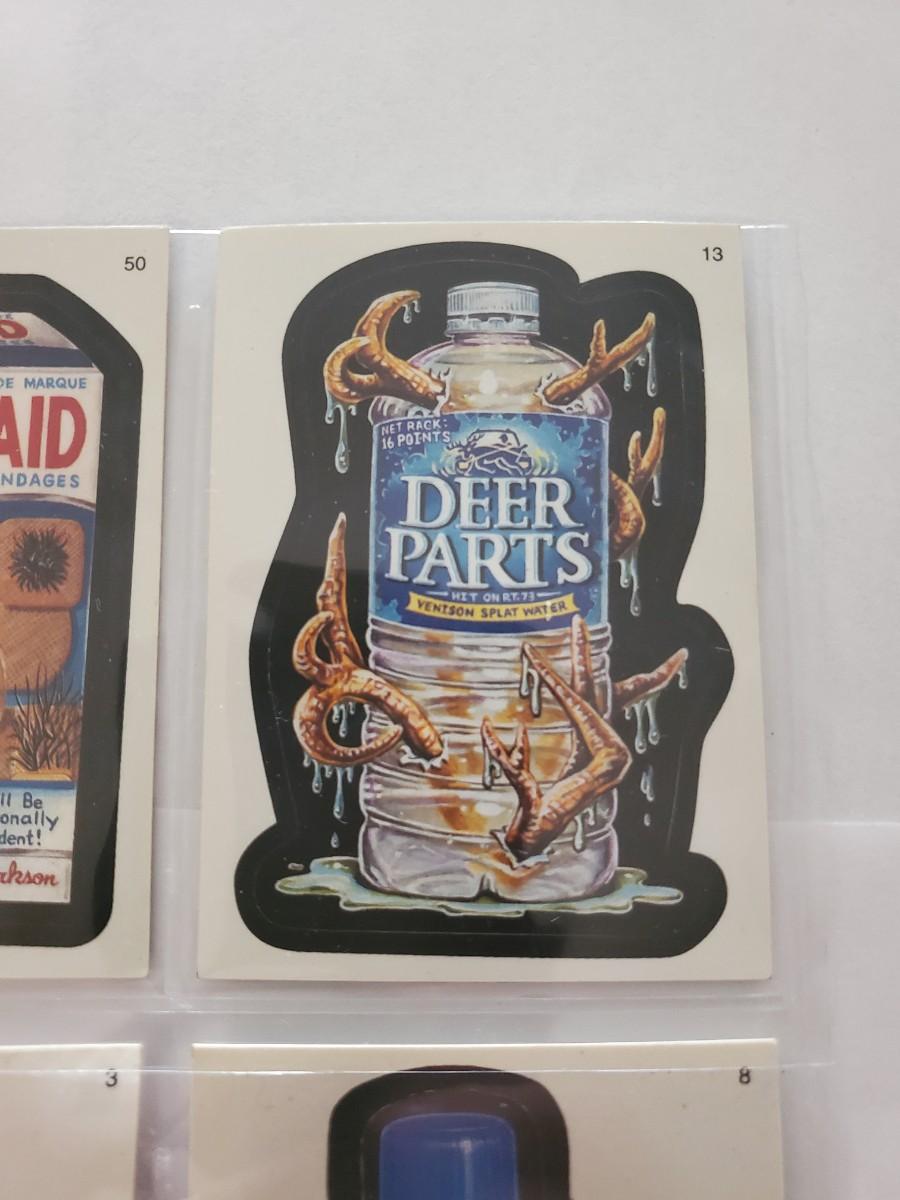 50
DE MARQUE
AID
NDAGES
ll Be
onally
dent!
rkson
13
NET RACK:
16 POINTS
DEER
PARTS
HIT ON RT. 73
VENISON SPLAT WATER
3
8